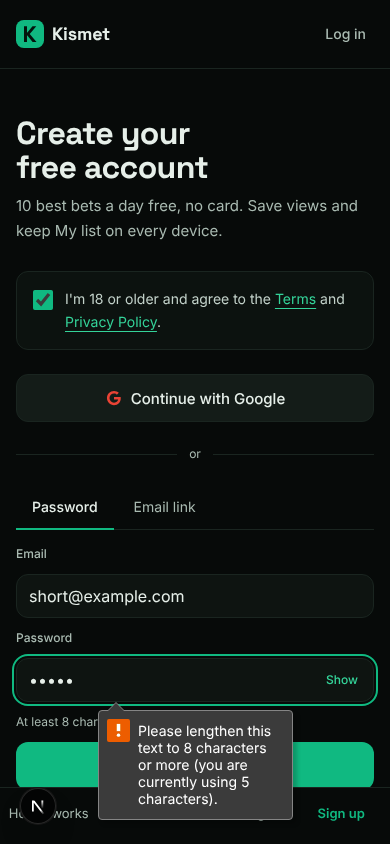 Kismet
Log in
Create your
free account
10 best bets a day free, no card. Save views and
keep My list on every device.
I'm 18 or older and agree to the Terms and
Privacy Policy.
G Continue with Google
or
Password
Email link
Email
short@example.com
Password
•••••
Show
At least 8 char
Please lengthen this
text to 8 characters
or more (you are
currently using 5
characters).
works
Sign up